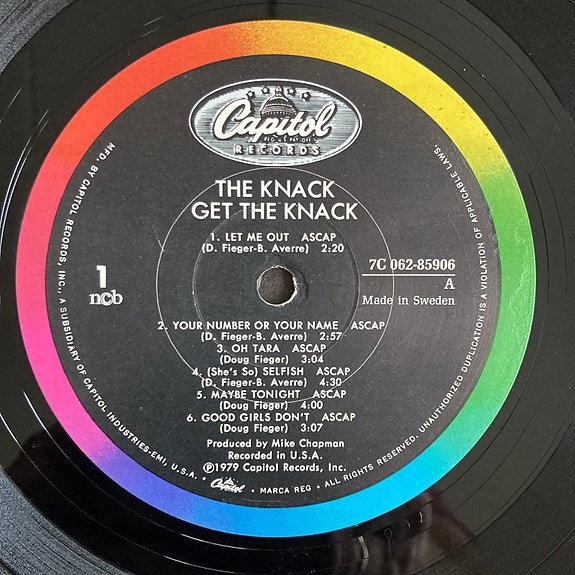 Capitol
REG. U.S. PAT. OFF.
RECORDS
THE KNACK
GET THE KNACK
1. LET ME OUT ASCAP
(D. Fieger-B. Averre) 2:20
7C 062-85906
A
Made in Sweden
1
ncb
2. YOUR NUMBER OR YOUR NAME ASCAP
(D. Fieger-B. Averre) 2:57
3. OH TARA ASCAP
(Doug Fieger) 3:04
4. (She's So) SELFISH ASCAP
(D. Fieger-B. Averre) 4:30
5. MAYBE TONIGHT ASCAP
(Doug Fieger) 4:00
6. GOOD GIRLS DON'T ASCAP
(Doug Fieger) 3:07
Produced by Mike Chapman
Recorded in U.S.A.
Ⓟ1979 Capitol Records, Inc.
MFD. BY CAPITOL RECORDS, INC., A SUBSIDIARY OF CAPITOL INDUSTRIES-EMI, U.S.A. • Capitol • MARCA REG • ALL RIGHTS RESERVED. UNAUTHORIZED DUPLICATION IS A VIOLATION OF APPLICABLE LAWS.